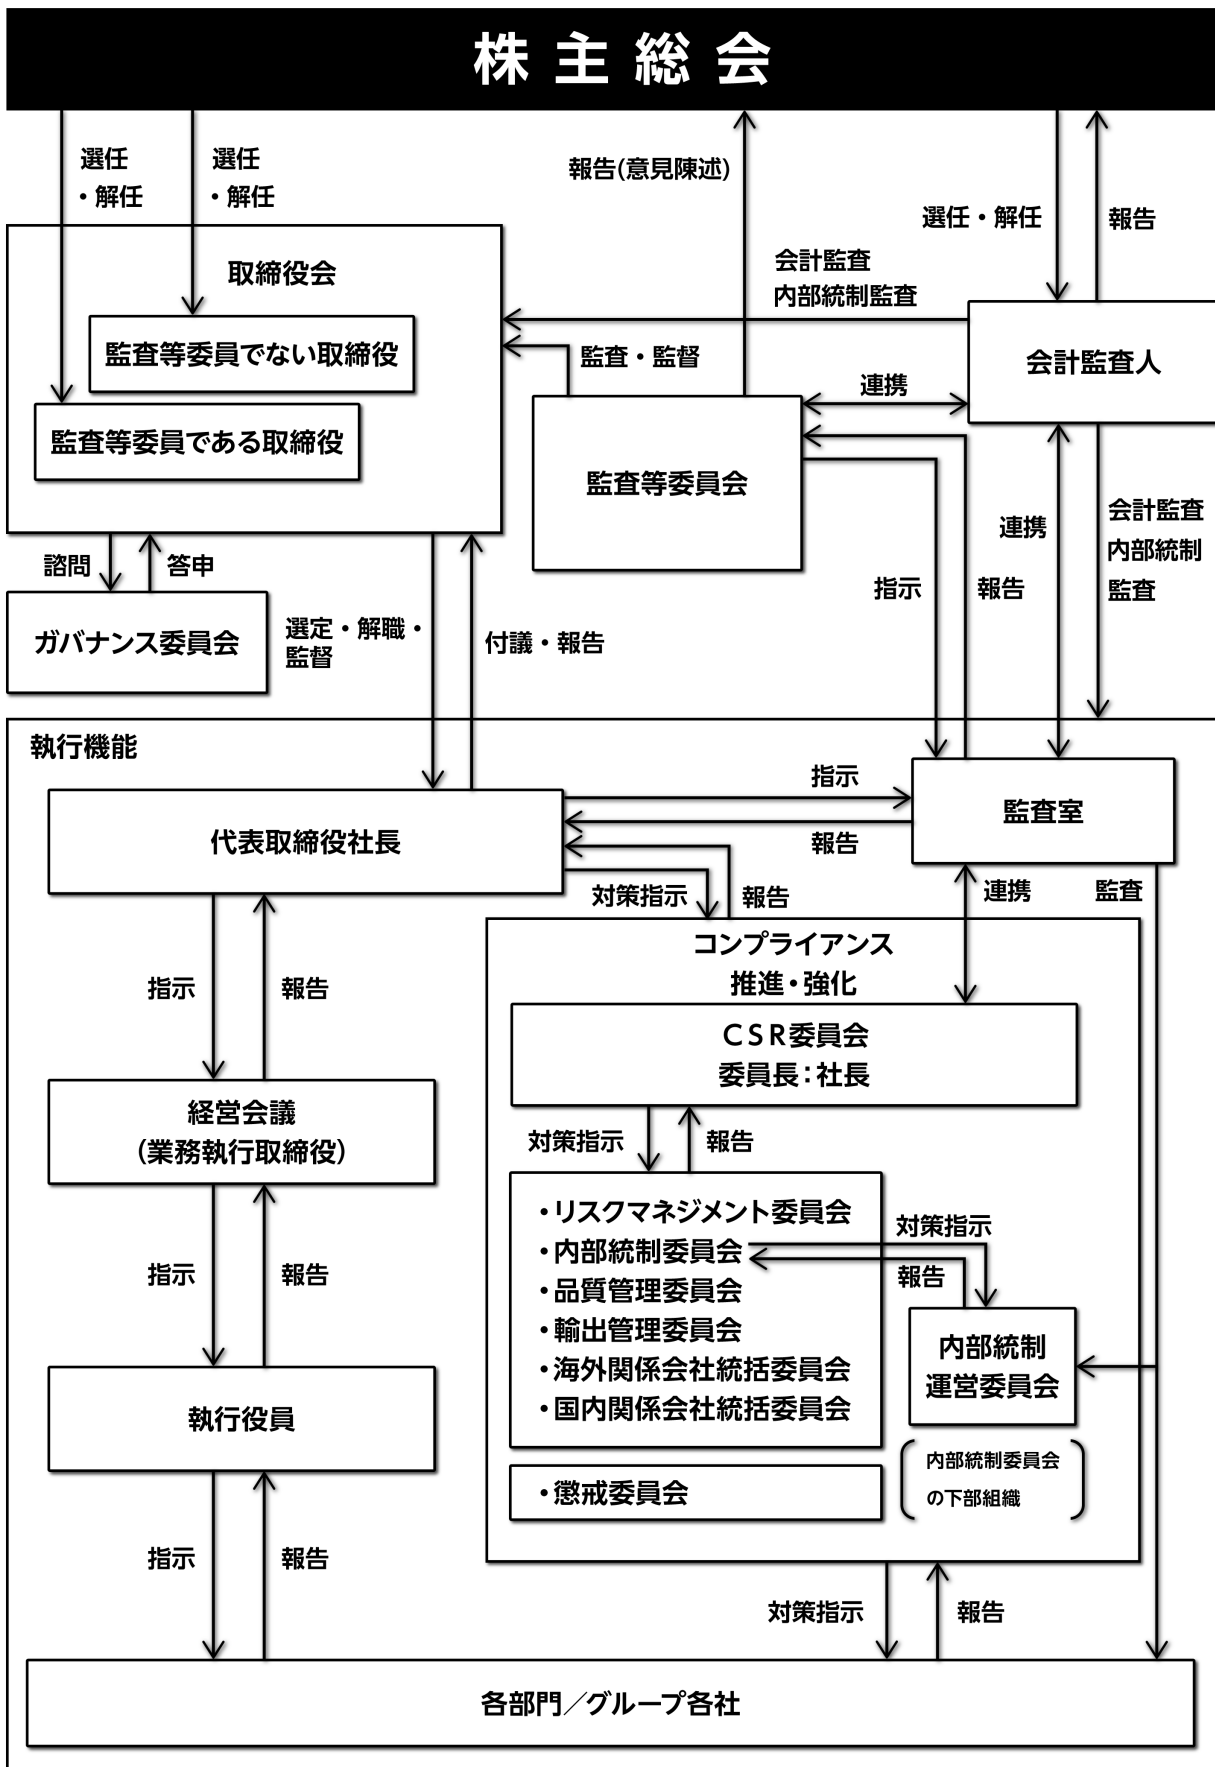 株主総会
選任
・解任
選任
・解任
報告(意見陳述)
選任・解任
報告
取締役会
会計監査
内部統制監査
監査等委員でない取締役
監査・監督
会計監査人
連携
監査等委員である取締役
監査等委員会
会計監査
内部統制
監査
連携
諮問
答申
指示
報告
ガバナンス委員会
選定・解職・
監督
付議・報告
執行機能
指示
監査室
代表取締役社長
報告
対策指示
報告
連携
監査
コンプライアンス
推進・強化
指示
報告
CSR委員会
委員長：社長
経営会議
（業務執行取締役）
対策指示
報告
・リスクマネジメント委員会
・内部統制委員会
・品質管理委員会
・輸出管理委員会
・海外関係会社統括委員会
・国内関係会社統括委員会
対策指示
報告
指示
報告
内部統制
運営委員会
執行役員
内部統制委員会
の下部組織
・懲戒委員会
指示
報告
対策指示
報告
各部門／グループ各社